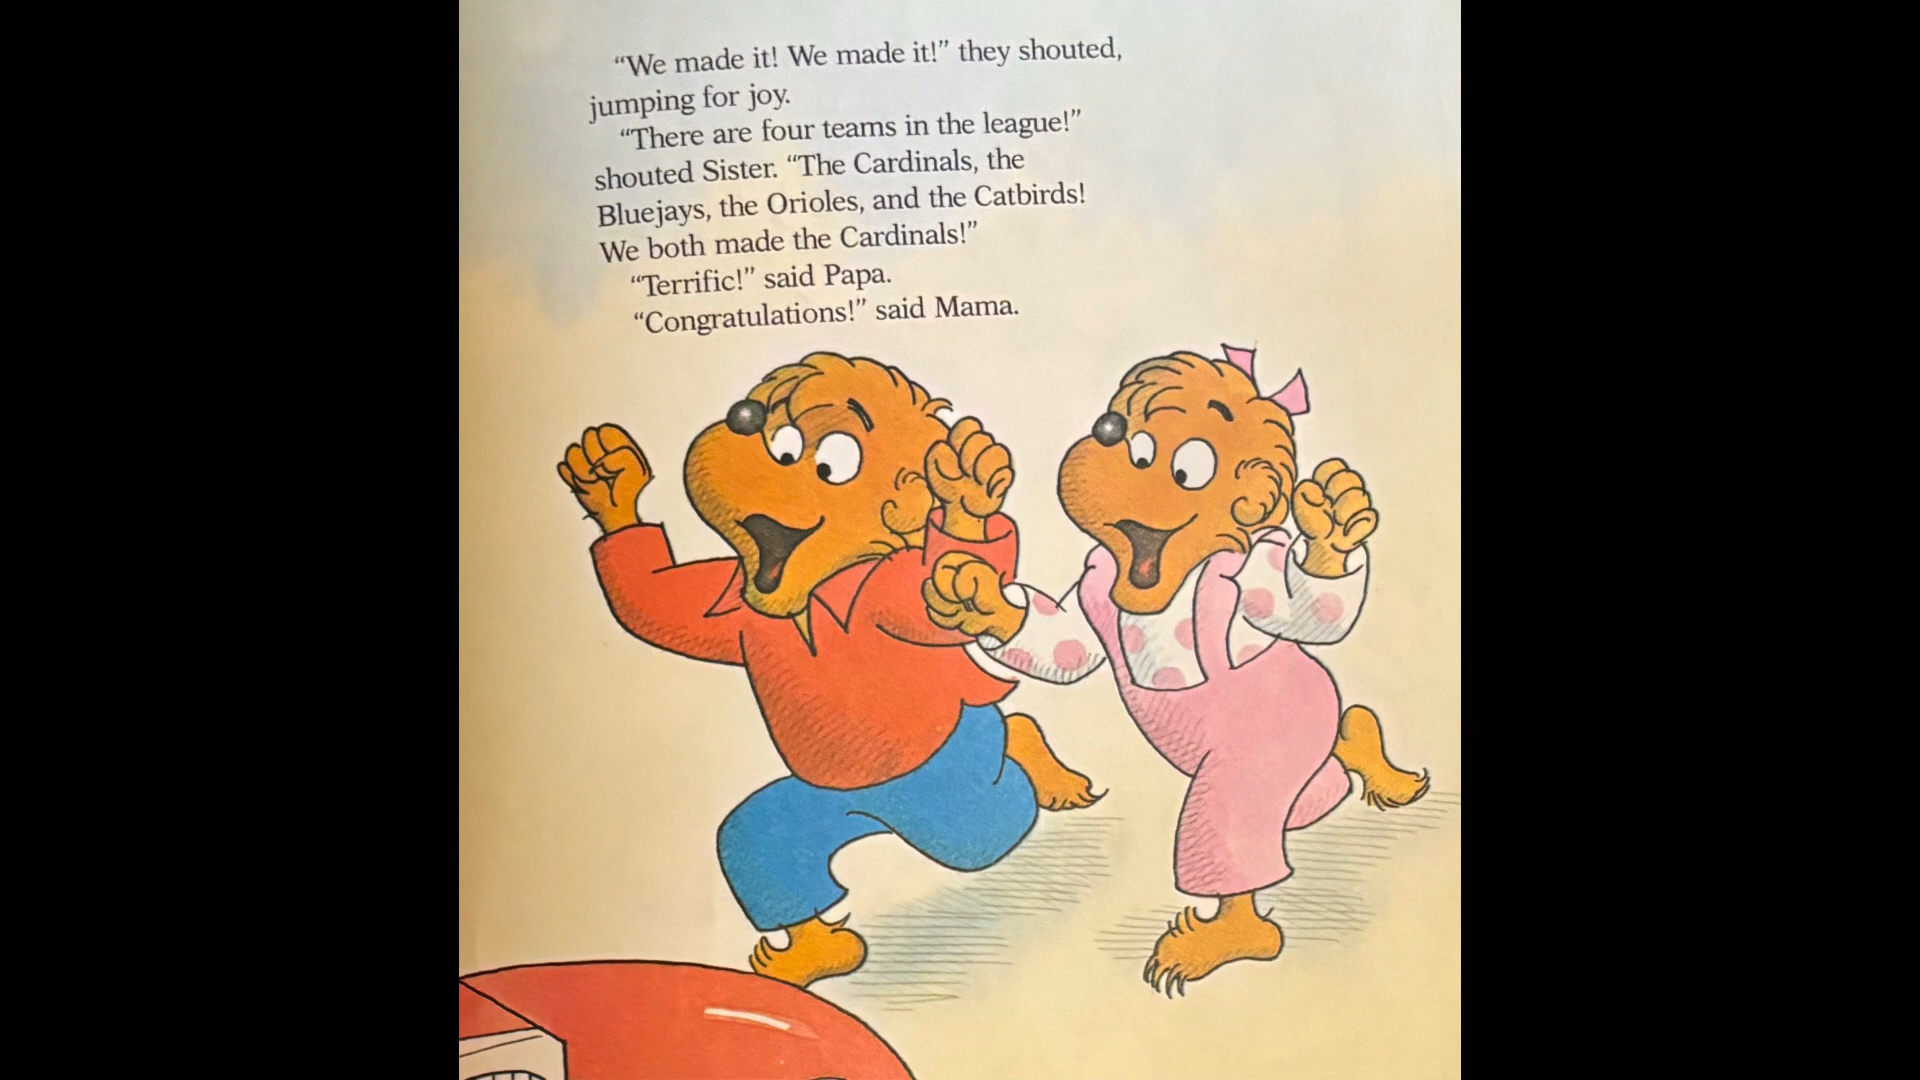 “We made it! We made it!” they shouted,
jumping for joy.
“There are four teams in the league!”
shouted Sister. “The Cardinals, the
Bluejays, the Orioles, and the Catbirds!
We both made the Cardinals!”
“Terrific!” said Papa.
“Congratulations!” said Mama.